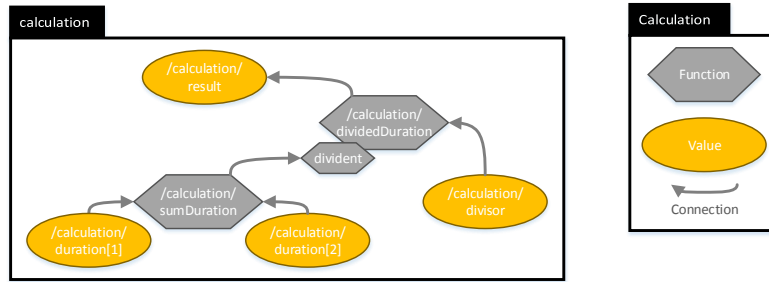 calculation
/calculation/
result
/calculation/
dividedDuration
divident
/calculation/
sumDuration
/calculation/
divisor
/calculation/
duration[1]
/calculation/
duration[2]
Calculation
Function
Value
Connection